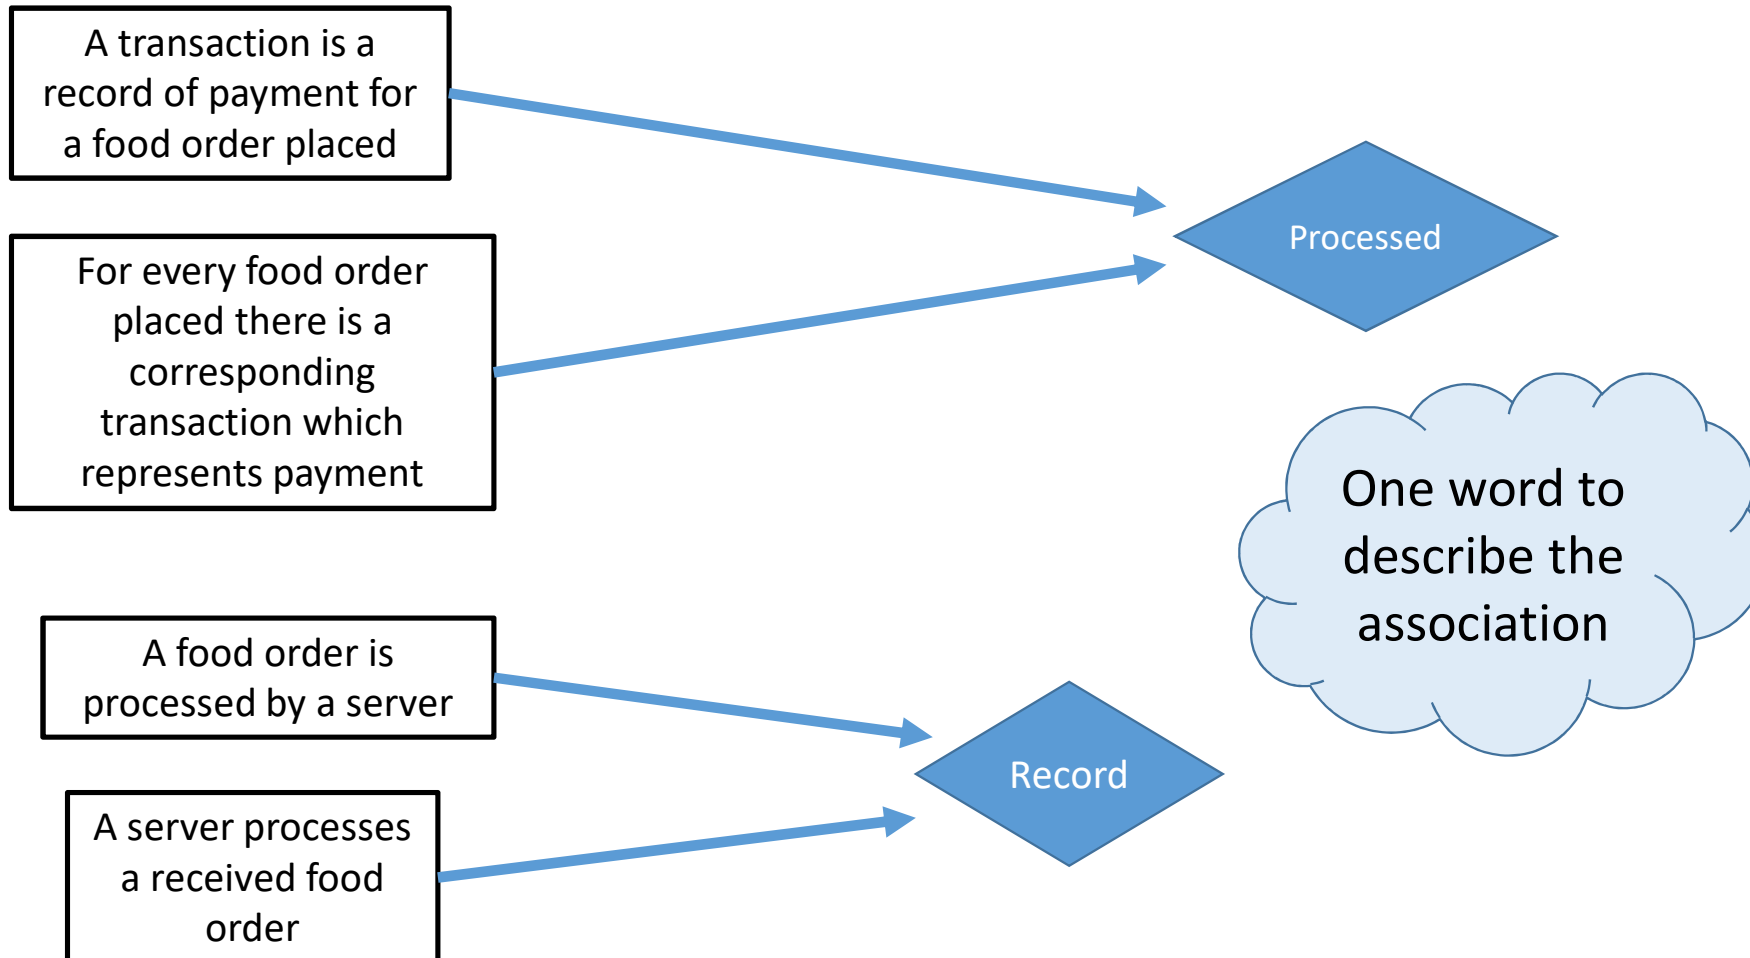 A transaction is a
record of payment for
a food order placed
Processed
For every food order
placed there is a
corresponding
transaction which
represents payment
One word to
describe the
association
A food order is
processed by a server
Record
A server processes
a received food
order